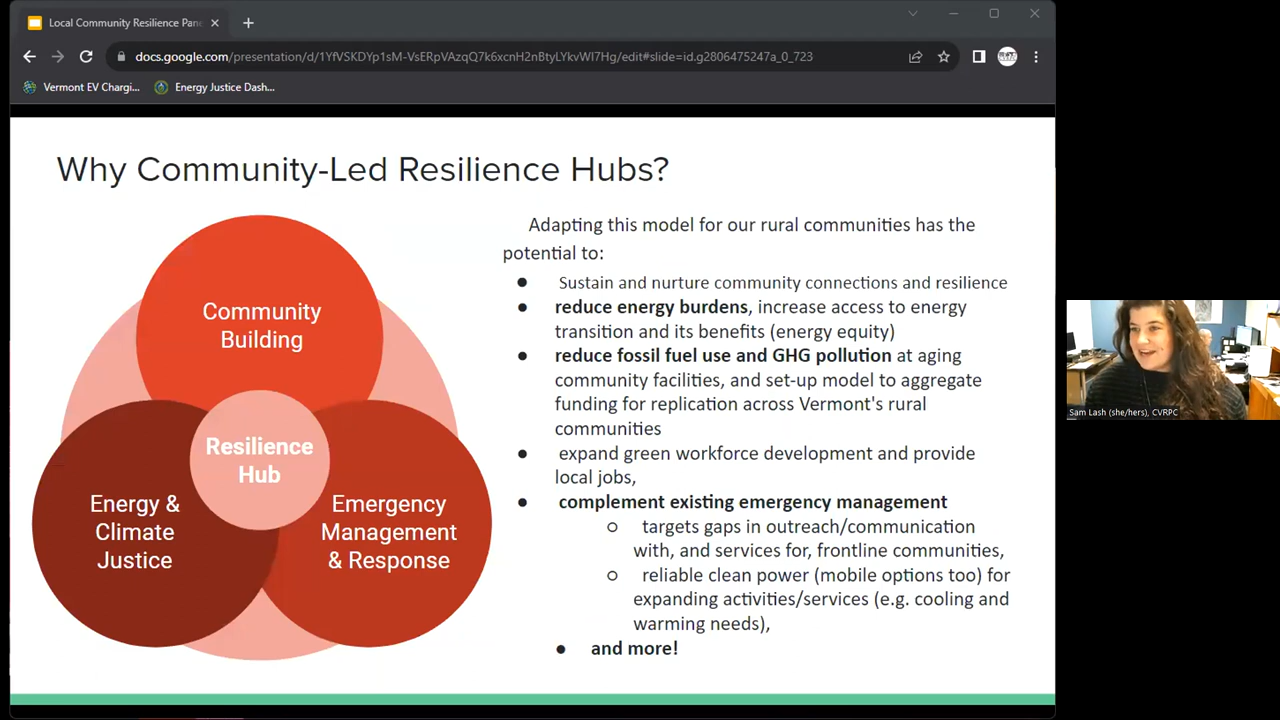 Local Community Resilience Pan
docs.google.com/presentation/d/1YfVSKDYp1sM-VsERpVAzqQ7k6xcnH2nBtyLYkvWl7Hg/edit#slide=id.g2806475247a_0_723
Vermont EV Chargi...
Energy Justice Dash...
Why Community-Led Resilience Hubs?
Community
Building
Resilience
Hub
Energy &
Climate
Justice
Emergency
Management
& Response
Adapting this model for our rural communities has the
potential to:
● Sustain and nurture community connections and resilience
● reduce energy burdens, increase access to energy
transition and its benefits (energy equity)
● reduce fossil fuel use and GHG pollution at aging
community facilities, and set-up model to aggregate
funding for replication across Vermont's rural
communities
● expand green workforce development and provide
local jobs,
● complement existing emergency management
○ targets gaps in outreach/communication
with, and services for, frontline communities,
○ reliable clean power (mobile options too) for
expanding activities/services (e.g. cooling and
warming needs),
● and more!
Sam Lash (she/hers), CVRPC